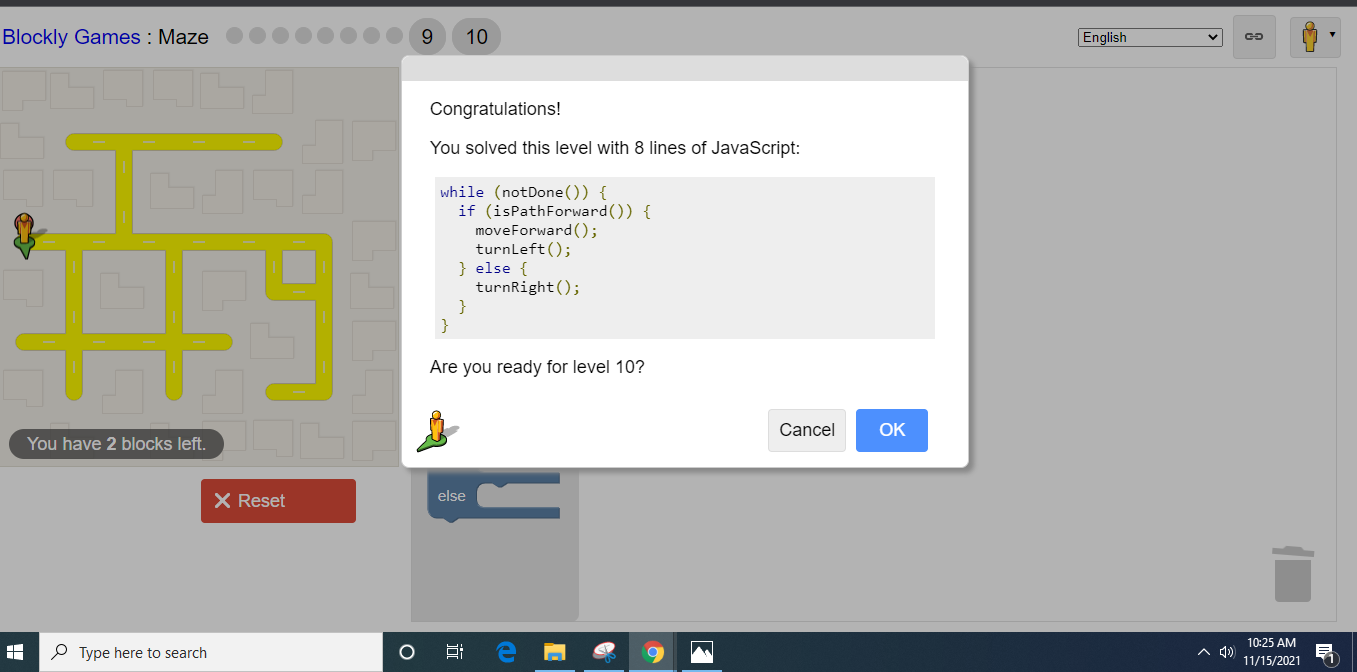 Blockly Games : Maze 9 10 English
Congratulations!
You solved this level with 8 lines of JavaScript:
while (notDone()) {
  if (isPathForward()) {
    moveForward();
    turnLeft();
  } else {
    turnRight();
  }
}
Are you ready for level 10?
Cancel OK
You have 2 blocks left.
Reset
else
Type here to search
10:25 AM
11/15/2021
1